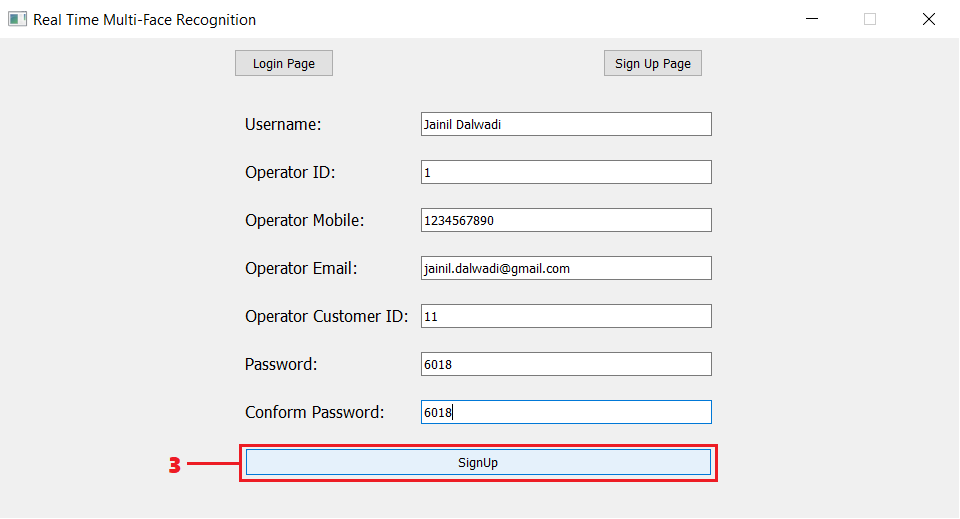 Real Time Multi-Face Recognition
Login Page Sign Up Page
Username: Jainil Dalwadi
Operator ID: 1
Operator Mobile: 1234567890
Operator Email: jainil.dalwadi@gmail.com
Operator Customer ID: 11
Password: 6018
Conform Password: 6018
3 SignUp